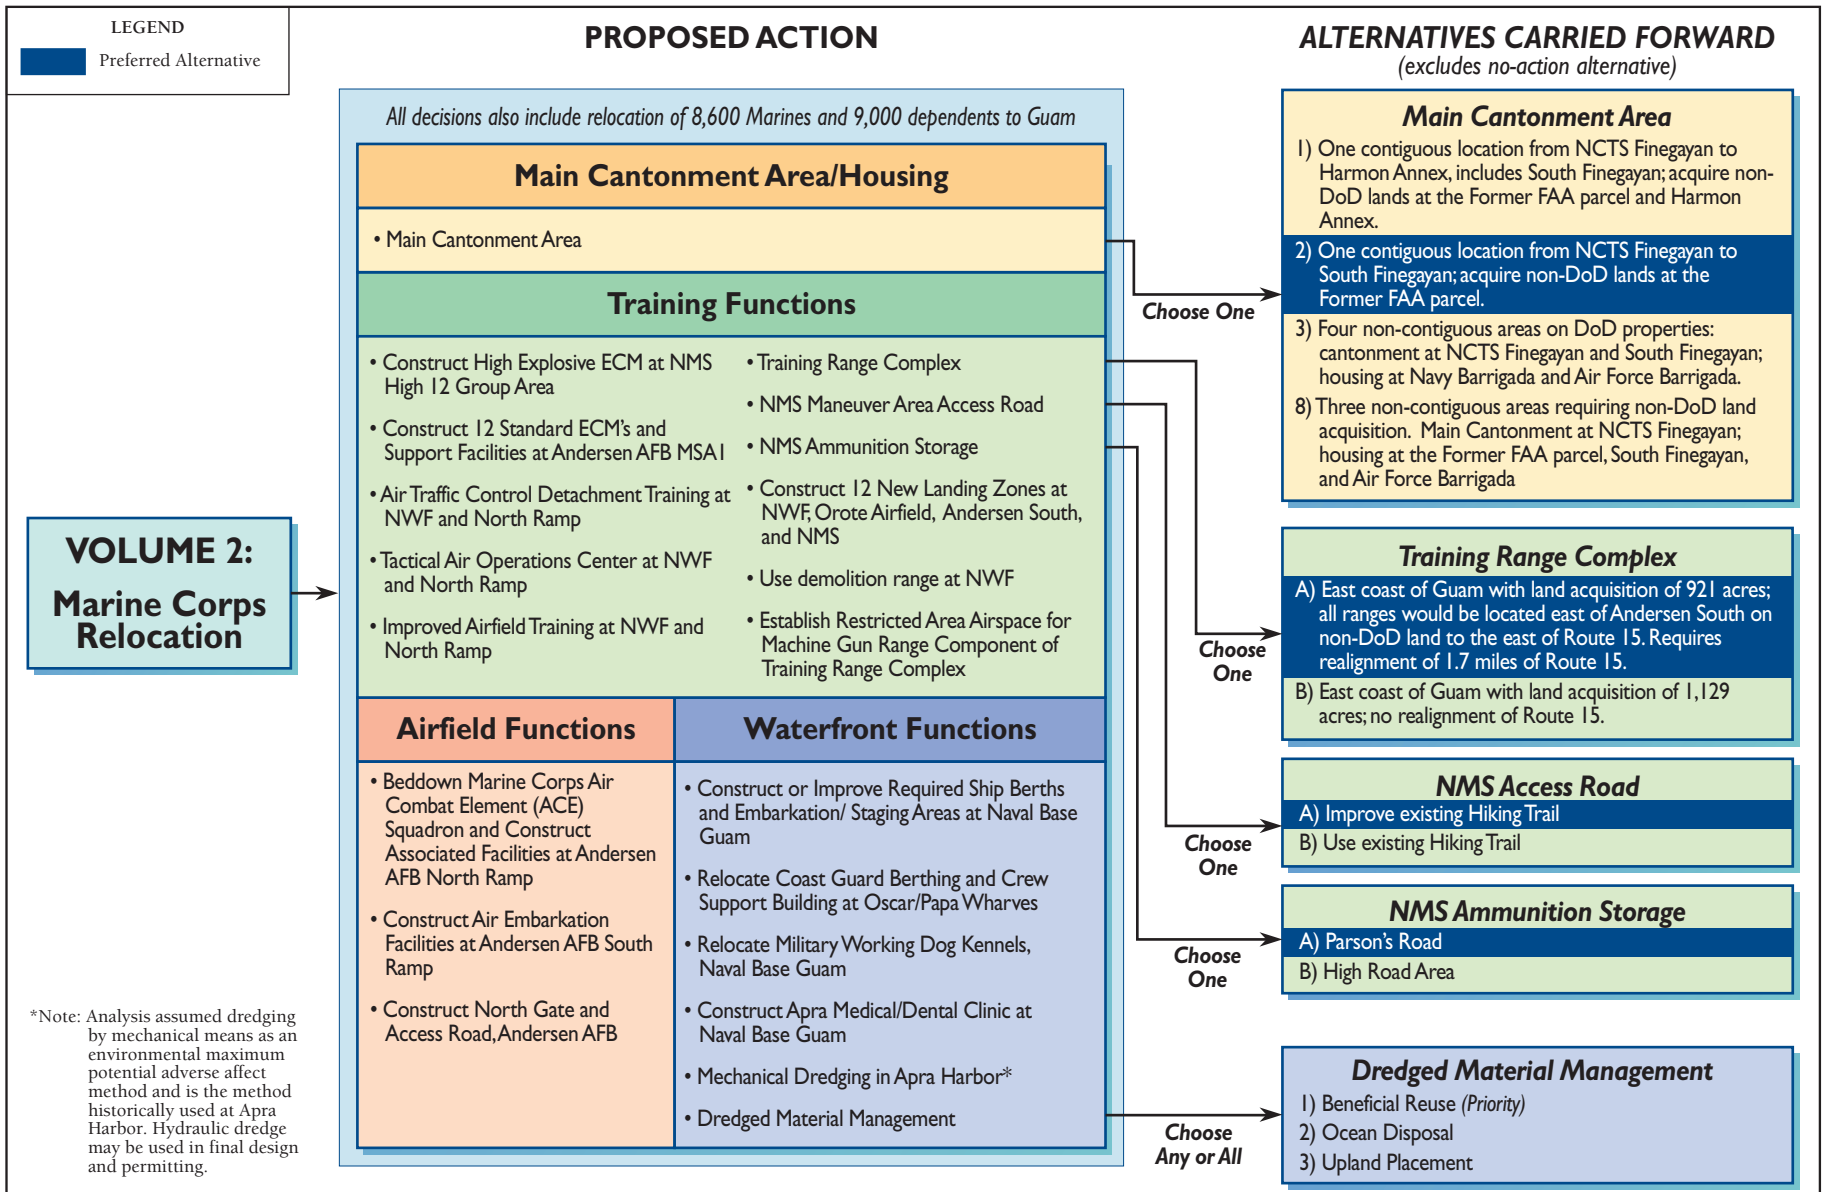 LEGEND
Preferred Alternative
PROPOSED ACTION
ALTERNATIVES CARRIED FORWARD
(excludes no-action alternative)
VOLUME 2:
Marine Corps
Relocation
*Note: Analysis assumed dredging
by mechanical means as an
environmental maximum
potential adverse affect
method and is the method
historically used at Apra
Harbor. Hydraulic dredge
may be used in final design
and permitting.
All decisions also include relocation of 8,600 Marines and 9,000 dependents to Guam
Main Cantonment Area/Housing
• Main Cantonment Area
Training Functions
• Construct High Explosive ECM at NMS
High 12 Group Area
• Construct 12 Standard ECM's and
Support Facilities at Andersen AFB MSA1
• Air Traffic Control Detachment Training at
NWF and North Ramp
• Tactical Air Operations Center at NWF
and North Ramp
• Improved Airfield Training at NWF and
North Ramp
• Training Range Complex
• NMS Maneuver Area Access Road
• NMS Ammunition Storage
• Construct 12 New Landing Zones at
NWF, Orote Airfield, Andersen South,
and NMS
• Use demolition range at NWF
• Establish Restricted Area Airspace for
Machine Gun Range Component of
Training Range Complex
Airfield Functions
• Beddown Marine Corps Air
Combat Element (ACE)
Squadron and Construct
Associated Facilities at Andersen
AFB North Ramp
• Construct Air Embarkation
Facilities at Andersen AFB South
Ramp
• Construct North Gate and
Access Road, Andersen AFB
Waterfront Functions
• Construct or Improve Required Ship Berths
and Embarkation/ Staging Areas at Naval Base
Guam
• Relocate Coast Guard Berthing and Crew
Support Building at Oscar/Papa Wharves
• Relocate Military Working Dog Kennels,
Naval Base Guam
• Construct Apra Medical/Dental Clinic at
Naval Base Guam
• Mechanical Dredging in Apra Harbor*
• Dredged Material Management
Choose One
Main Cantonment Area
1) One contiguous location from NCTS Finegayan to
Harmon Annex, includes South Finegayan; acquire non-
DoD lands at the Former FAA parcel and Harmon
Annex.
2) One contiguous location from NCTS Finegayan to
South Finegayan; acquire non-DoD lands at the
Former FAA parcel.
3) Four non-contiguous areas on DoD properties:
cantonment at NCTS Finegayan and South Finegayan;
housing at Navy Barrigada and Air Force Barrigada.
8) Three non-contiguous areas requiring non-DoD land
acquisition. Main Cantonment at NCTS Finegayan;
housing at the Former FAA parcel, South Finegayan,
and Air Force Barrigada
Choose
One
Training Range Complex
A) East coast of Guam with land acquisition of 921 acres;
all ranges would be located east of Andersen South on
non-DoD land to the east of Route 15. Requires
realignment of 1.7 miles of Route 15.
B) East coast of Guam with land acquisition of 1,129
acres; no realignment of Route 15.
Choose
One
NMS Access Road
A) Improve existing Hiking Trail
B) Use existing Hiking Trail
Choose
One
NMS Ammunition Storage
A) Parson's Road
B) High Road Area
Choose
Any or All
Dredged Material Management
1) Beneficial Reuse (Priority)
2) Ocean Disposal
3) Upland Placement